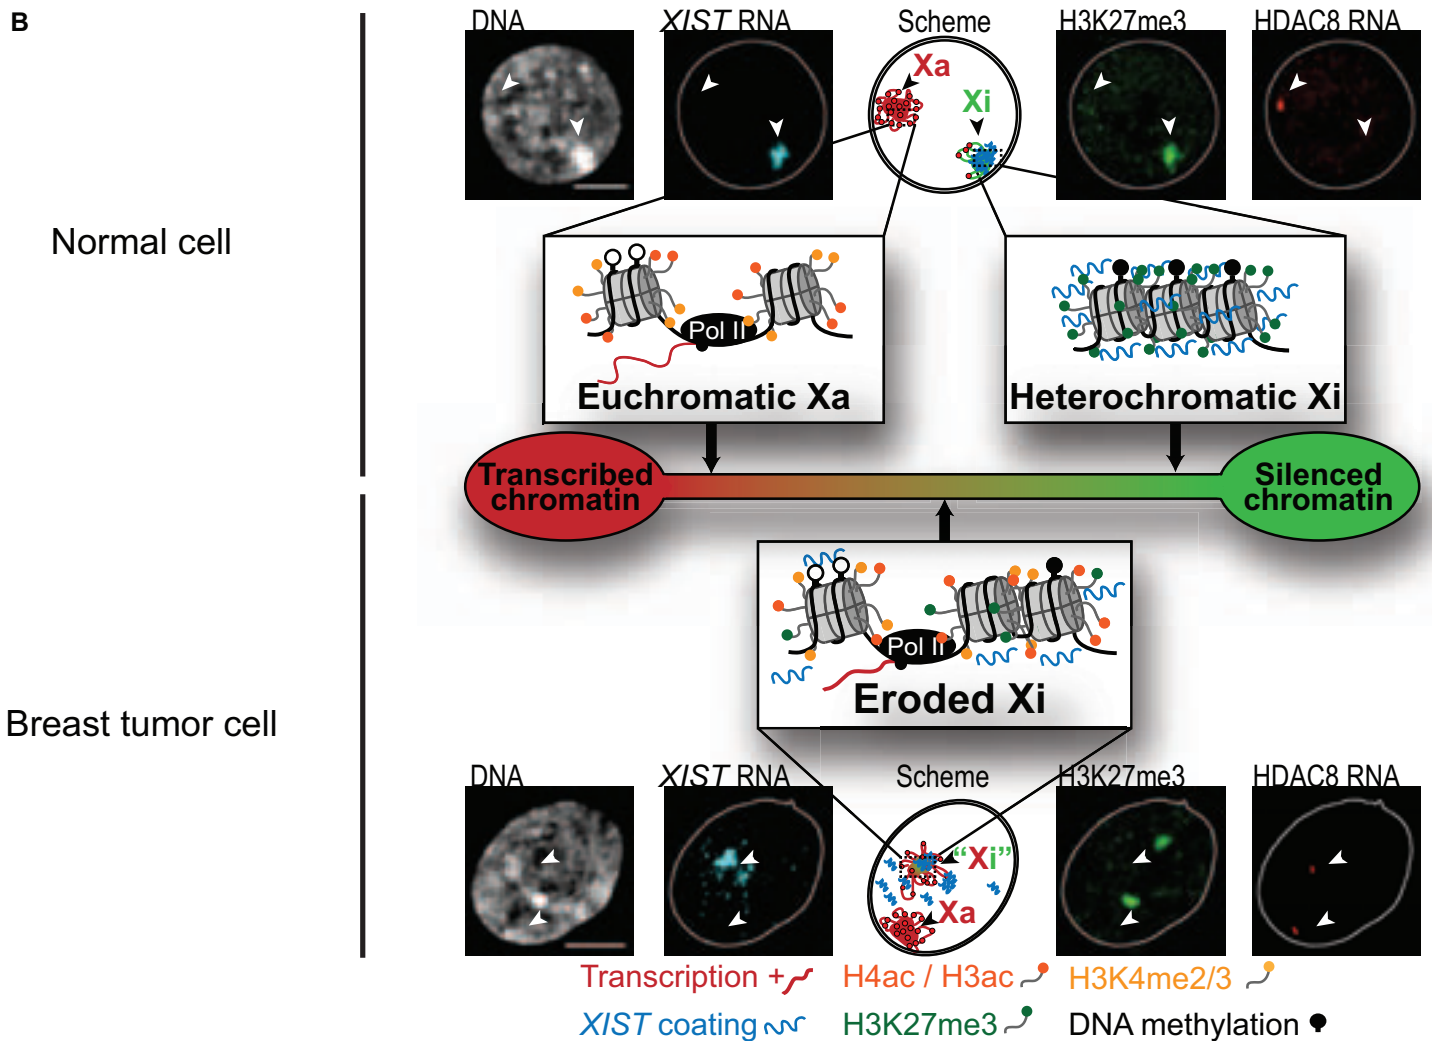 B
DNA
XIST RNA
Scheme
H3K27me3
HDAC8 RNA
Xa
Xi
Normal cell
Pol II
Euchromatic Xa
Heterochromatic Xi
Transcribed
chromatin
Silenced
chromatin
Pol II
Eroded Xi
Breast tumor cell
DNA
XIST RNA
Scheme
H3K27me3
HDAC8 RNA
“Xi”
Xa
Transcription +
H4ac / H3ac
H3K4me2/3
XIST coating
H3K27me3
DNA methylation